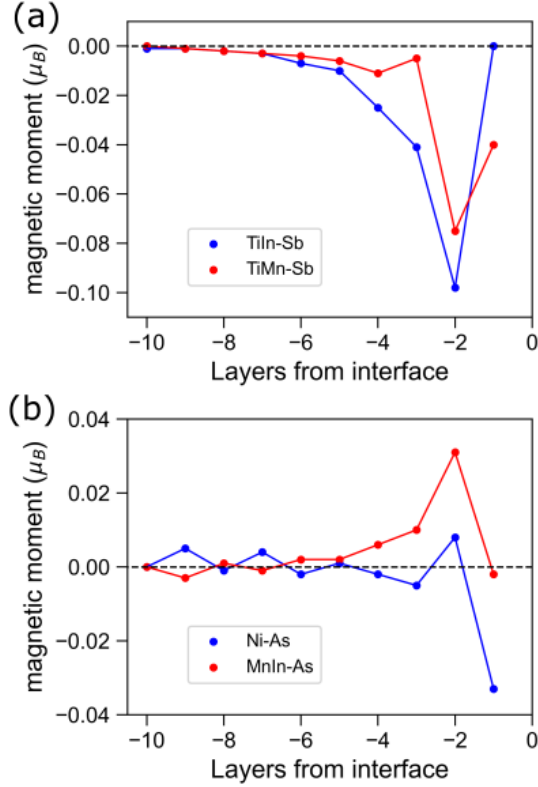 (a)
magnetic moment (μB)
0.00
−0.02
−0.04
−0.06
−0.08
−0.10
TiIn-Sb
TiMn-Sb
−10 −8 −6 −4 −2 0
Layers from interface
(b)
magnetic moment (μB)
0.04
0.02
0.00
−0.02
−0.04
Ni-As
MnIn-As
−10 −8 −6 −4 −2 0
Layers from interface